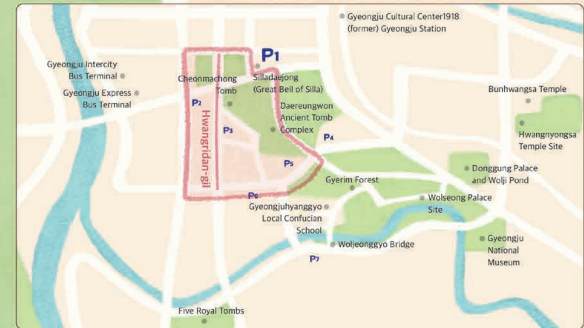 Gyeongju Cultural Center1918
(former) Gyeongju Station
P1
Gyeongju Intercity
Bus Terminal
Cheonmachong
Tomb
Silladaejong
(Great Bell of Silla)
Gyeongju Express
Bus Terminal
Bunhwangsa Temple
P2
Daereungwon
Ancient Tomb
Complex
Hwangridan-gil
P3
P4
Hwangnyongsa
Temple Site
P5
Donggung Palace
and Wolji Pond
Gyerim Forest
P6
Wolseong Palace
Site
Gyeongjuhyanggyo
Local Confucian
School
Woljeonggyo Bridge
Gyeongju
National
Museum
P7
Five Royal Tombs